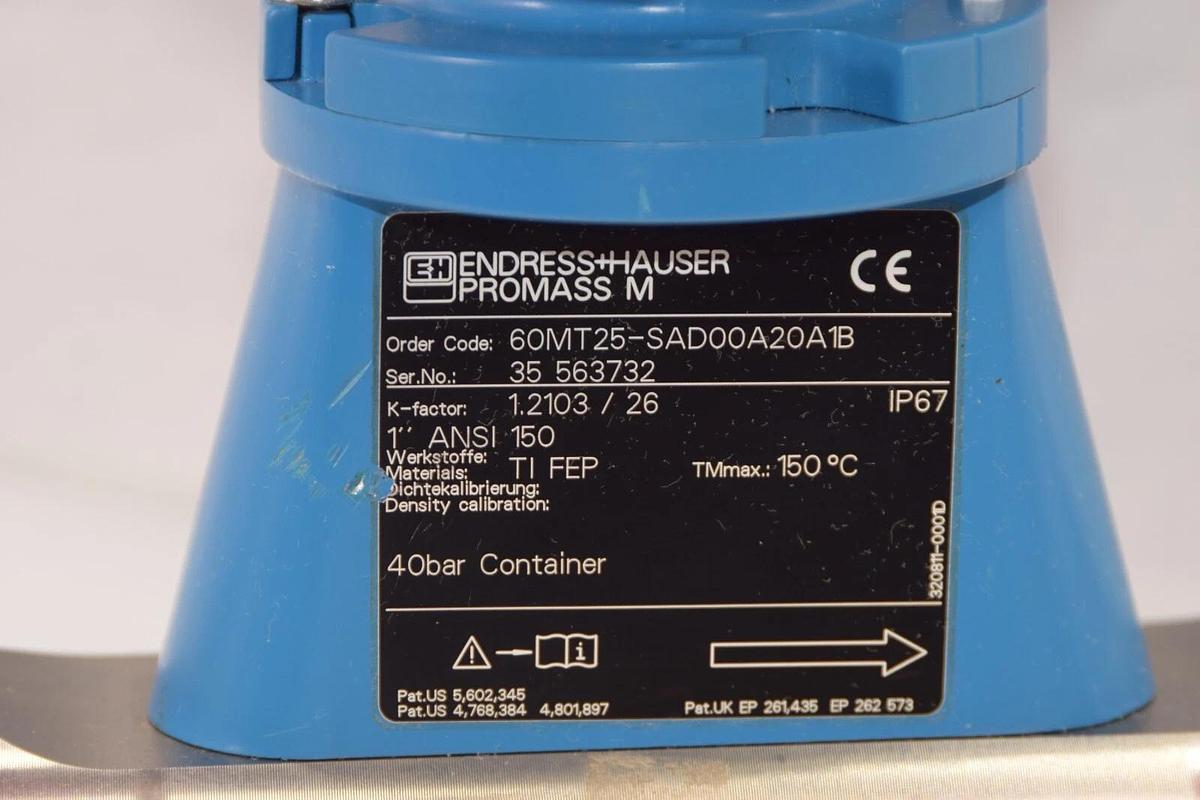 E+H ENDRESS+HAUSER
PROMASS M
CE
Order Code: 60MT25-SAD00A20A1B
Ser.No.: 35 563732
K-factor: 1.2103 / 26 IP67
1'' ANSI 150
Werkstoffe:
Materials: TI FEP TMmax.: 150 °C
Dichtekalibrierung:
Density calibration:
40bar Container
320811-0001D
i
Pat.US 5,602,345
Pat.US 4,768,384 4,801,897 Pat.UK EP 261,435 EP 262 573